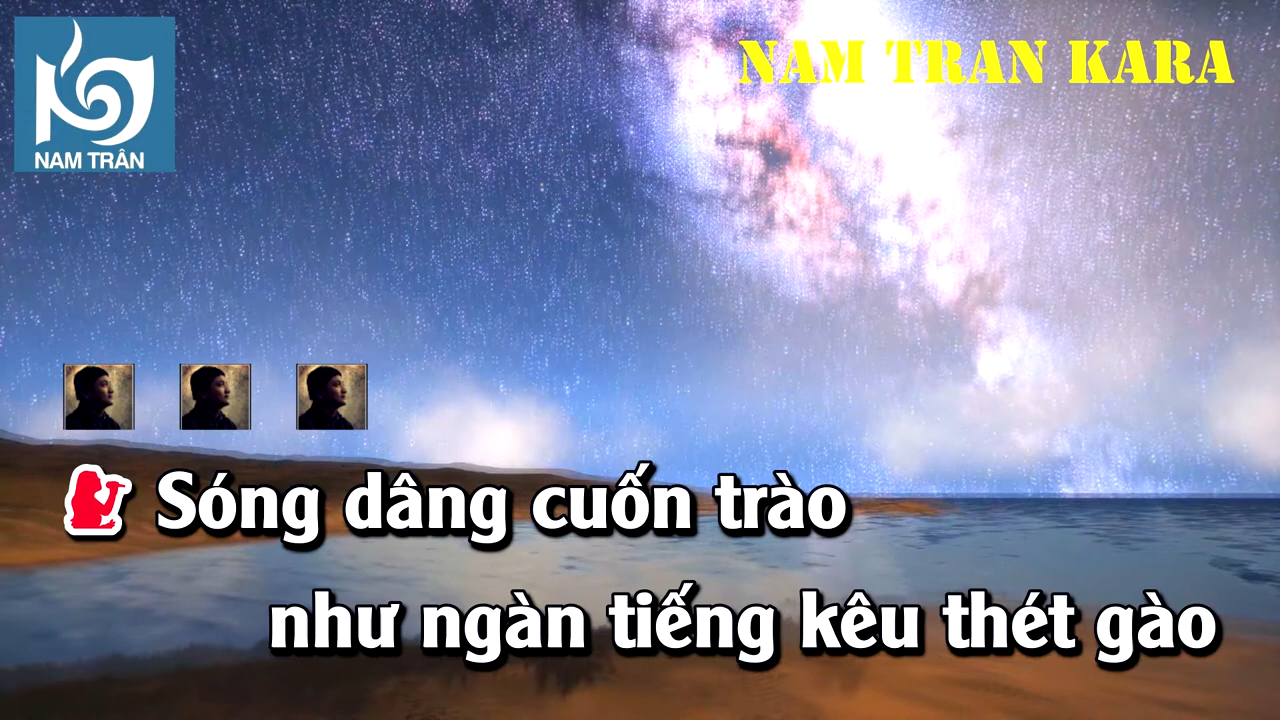 NAM TRAN KARA
NAM TRÂN
Sóng dâng cuốn trào
như ngàn tiếng kêu thét gào